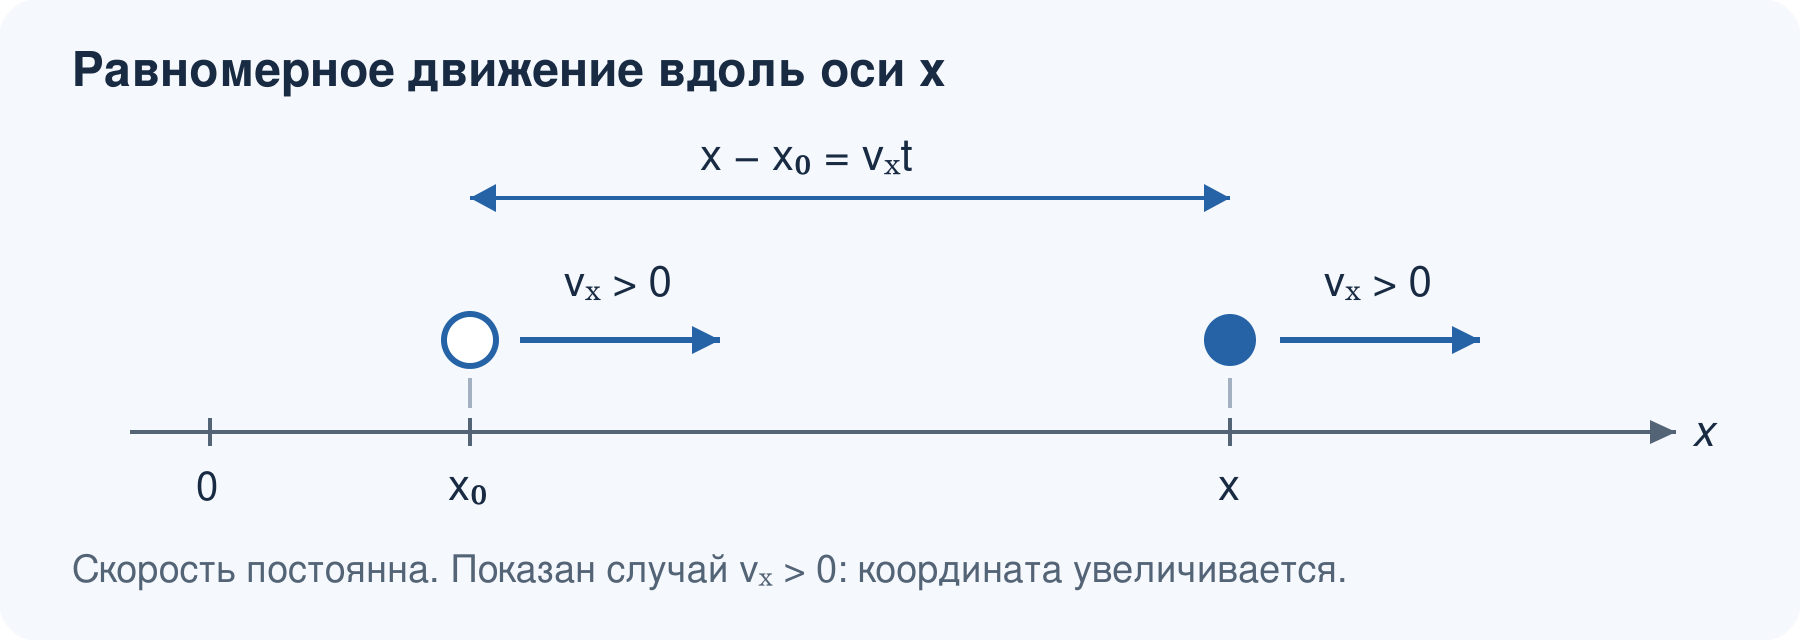 Равномерное движение вдоль оси x
x − x₀ = vₓt
vₓ > 0
vₓ > 0
x
0
x₀
x
Скорость постоянна. Показан случай vₓ > 0: координата увеличивается.